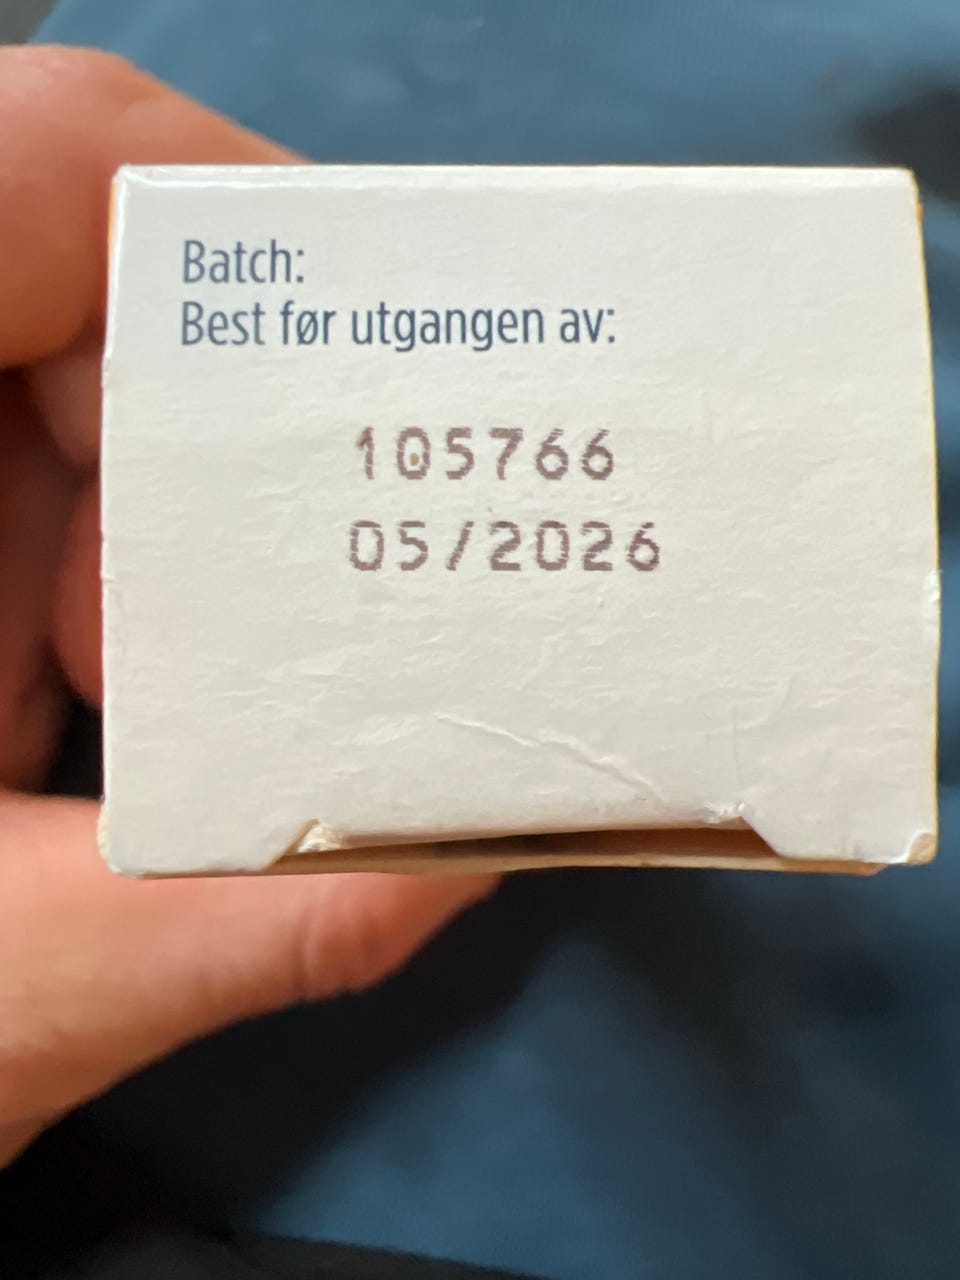 Batch:
Best før utgangen av:
105766
05/2026